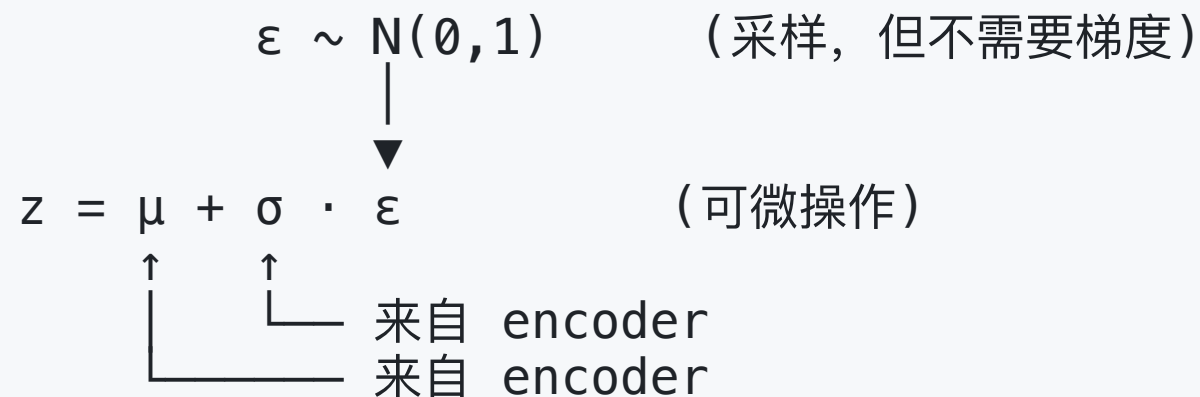 ε ~ N(0,1) (采样，但不需要梯度)
z = μ + σ · ε (可微操作)
来自 encoder
来自 encoder